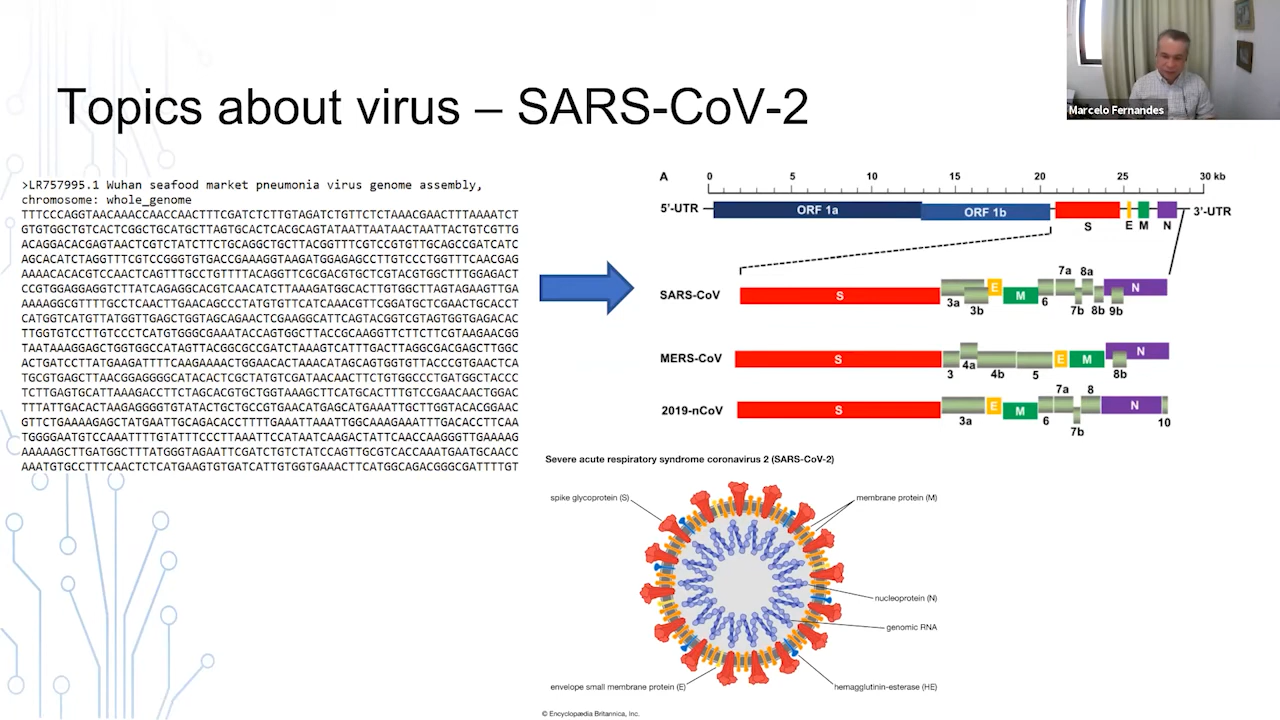 Topics about virus – SARS-CoV-2
Marcelo Fernandes
>LR757995.1 Wuhan seafood market pneumonia virus genome assembly,
chromosome: whole_genome
TTTCCCAGGTAACAAACCAACCAACTTTCGATCTCTTGTAGATCTGTTCTCTAAACGAACTTTAAAATCT
GTGTGGCTGTCACTCGGCTGCATGCTTAGTGCACTCACGCAGTATAATTAATAACTAATTACTGTCGTTG
ACAGGACACGAGTAACTCGTCTATCTTCTGCAGGCTGCTTACGGTTTCGTCCGTGTTGCAGCCGATCATC
AGCACATCTAGGTTTCGTCCGGGTGTGACCGAAAGGTAAGATGGAGAGCCTTGTCCCTGGTTTCAACGAG
AAAACACACGTCCAACTCAGTTTGCCTGTTTTACAGGTTCGCGACGTGCTCGTACGTGGCTTTGGAGACT
CCGTGGAGGAGGTCTTATCAGAGGCACGTCAACATCTTAAAGATGGCACTTGTGGCTTAGTAGAAGTTGA
AAAAGGCGTTTTGCCTCAACTTGAACAGCCCTATGTGTTCATCAAACGTTCGGATGCTCGAACTGCACCT
CATGGTCATGTTATGGTTGAGCTGGTAGCAGAACTCGAAGGCATTCAGTACGGTCGTAGTGGTGAGACAC
TTGGTGTCCTTGTCCCTCATGTGGGCGAAATACCAGTGGCTTACCGCAAGGTTCTTCTTCGTAAGAACGG
TAATAAAGGAGCTGGTGGCCATAGTTACGGCGCCGATCTAAAGTCATTTGACTTAGGCGACGAGCTTGGC
ACTGATCCTTATGAAGATTTTCAAGAAAACTGGAACACTAAACATAGCAGTGGTGTTACCCGTGAACTCA
TGCGTGAGCTTAACGGAGGGGCATACACTCGCTATGTCGATAACAACTTCTGTGGCCCTGATGGCTACCC
TCTTGAGTGCATTAAAGACCTTCTAGCACGTGCTGGTAAAGCTTCATGCACTTTGTCCGAACAACTGGAC
TTTATTGACACTAAGAGGGGTGTATACTGCTGCCGTGAACATGAGCATGAAATTGCTTGGTACACGGAAC
GTTCTGAAAAGAGCTATGAATTGCAGACACCTTTTGAAATTAAATTGGCAAAGAAATTTGACACCTTCAA
TGGGGAATGTCCAAATTTTGTATTTCCCTTAAATTCCATAATCAAGACTATTCAACCAAGGGTTGAAAAG
AAAAAGCTTGATGGCTTTATGGGTAGAATTCGATCTGTCTATCCAGTTGCGTCACCAAATGAATGCAACC
AAATGTGCCTTTCAACTCTCATGAAGTGTGATCATTGTGGTGAAACTTCATGGCAGACGGGCGATTTTGT
A 0 5 10 15 20 25 30 kb
5'-UTR ORF 1a ORF 1b S E M N 3'-UTR
SARS-CoV S 3a 3b E M 6 7a 7b 8a 8b 9b N
MERS-CoV S 3 4a 4b 5 E M 8b N
2019-nCoV S 3a E M 6 7a 7b 8 N 10
Severe acute respiratory syndrome coronavirus 2 (SARS-CoV-2)
spike glycoprotein (S)
membrane protein (M)
nucleoprotein (N)
genomic RNA
envelope small membrane protein (E)
hemagglutinin-esterase (HE)
© Encyclopædia Britannica, Inc.